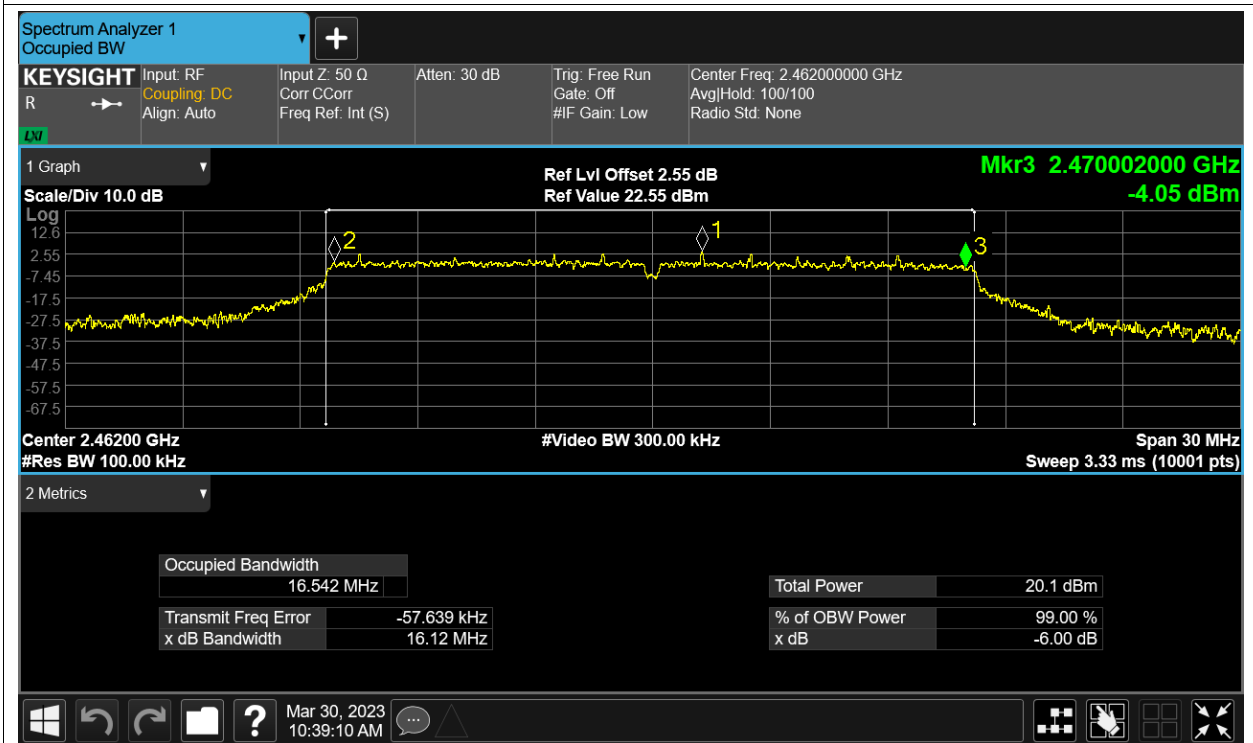 Spectrum Analyzer 1
Occupied BW
KEYSIGHT
R
LXI
Input: RF
Coupling: DC
Align: Auto
Input Z: 50 Ω
Corr CCorr
Freq Ref: Int (S)
Atten: 30 dB
Trig: Free Run
Gate: Off
#IF Gain: Low
Center Freq: 2.462000000 GHz
Avg|Hold: 100/100
Radio Std: None
1 Graph
Scale/Div 10.0 dB
Ref Lvl Offset 2.55 dB
Ref Value 22.55 dBm
Mkr3 2.470002000 GHz
-4.05 dBm
Log
12.6
2.55
-7.45
-17.5
-27.5
-37.5
-47.5
-57.5
-67.5
2
1
3
Center 2.46200 GHz
#Res BW 100.00 kHz
#Video BW 300.00 kHz
Span 30 MHz
Sweep 3.33 ms (10001 pts)
2 Metrics
Occupied Bandwidth
16.542 MHz
Transmit Freq Error -57.639 kHz
x dB Bandwidth 16.12 MHz
Total Power 20.1 dBm
% of OBW Power 99.00 %
x dB -6.00 dB
?
Mar 30, 2023
10:39:10 AM